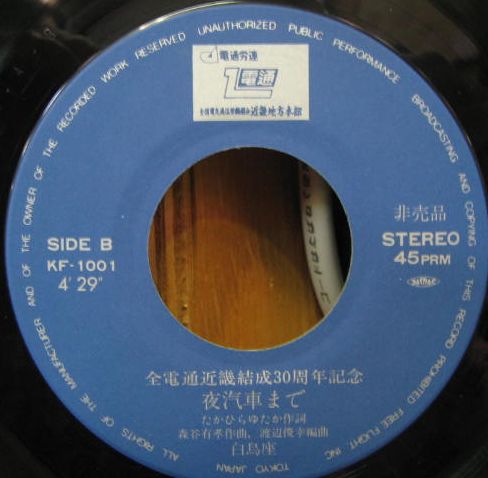 電通労連
電通
全国電気通信労働組合近畿地方本部
SIDE B
KF-1001
4' 29"
非売品
STEREO
45PRM
全電通近畿結成30周年記念
夜汽車まで
たかひらゆたか作詞
森谷有孝作曲、渡辺俊幸編曲
白鳥座
ALL RIGHTS OF THE MANUFACTURER AND OF THE OWNER OF THE RECORDED WORK RESERVED UNAUTHORIZED PUBLIC PERFORMANCE BROADCASTING AND COPYING OF THIS RECORD PROHIBITED FREE FLIGHT, INC TOKYO JAPAN